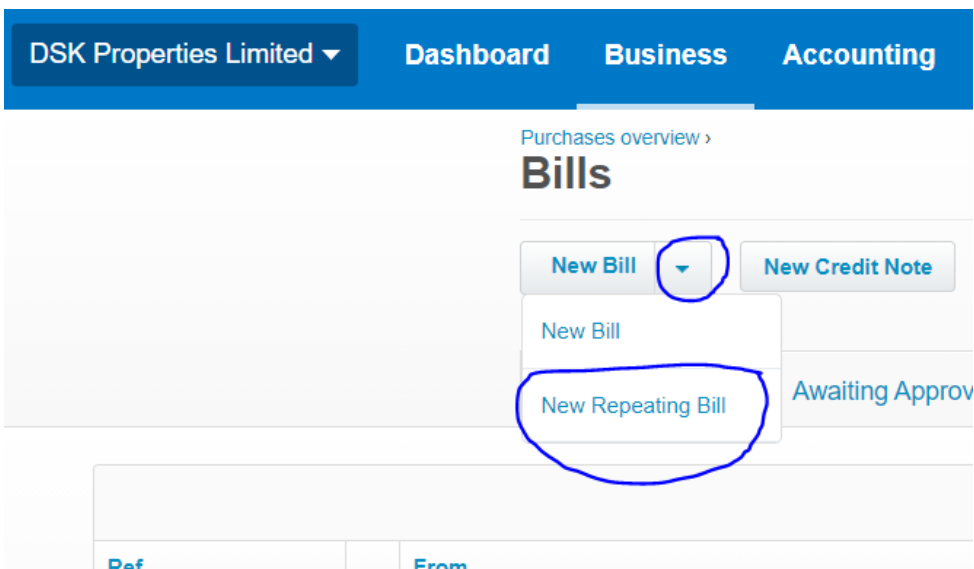 DSK Properties Limited Dashboard Business Accounting
Purchases overview ›
Bills
New Bill New Credit Note
New Bill
New Repeating Bill Awaiting Approv
Ref From